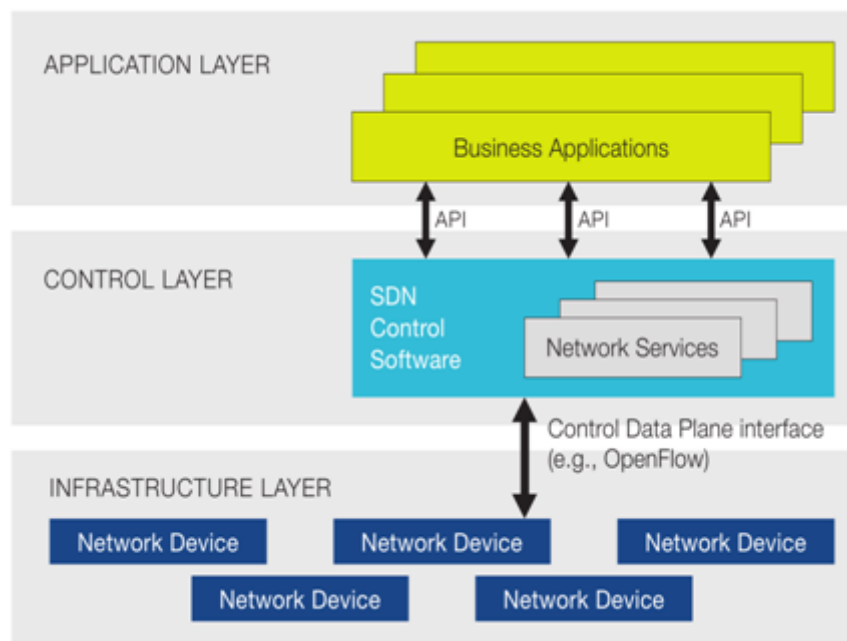 APPLICATION LAYER
Business Applications
API
API
API
CONTROL LAYER
SDN
Control
Software
Network Services
Control Data Plane interface
(e.g., OpenFlow)
INFRASTRUCTURE LAYER
Network Device
Network Device
Network Device
Network Device
Network Device